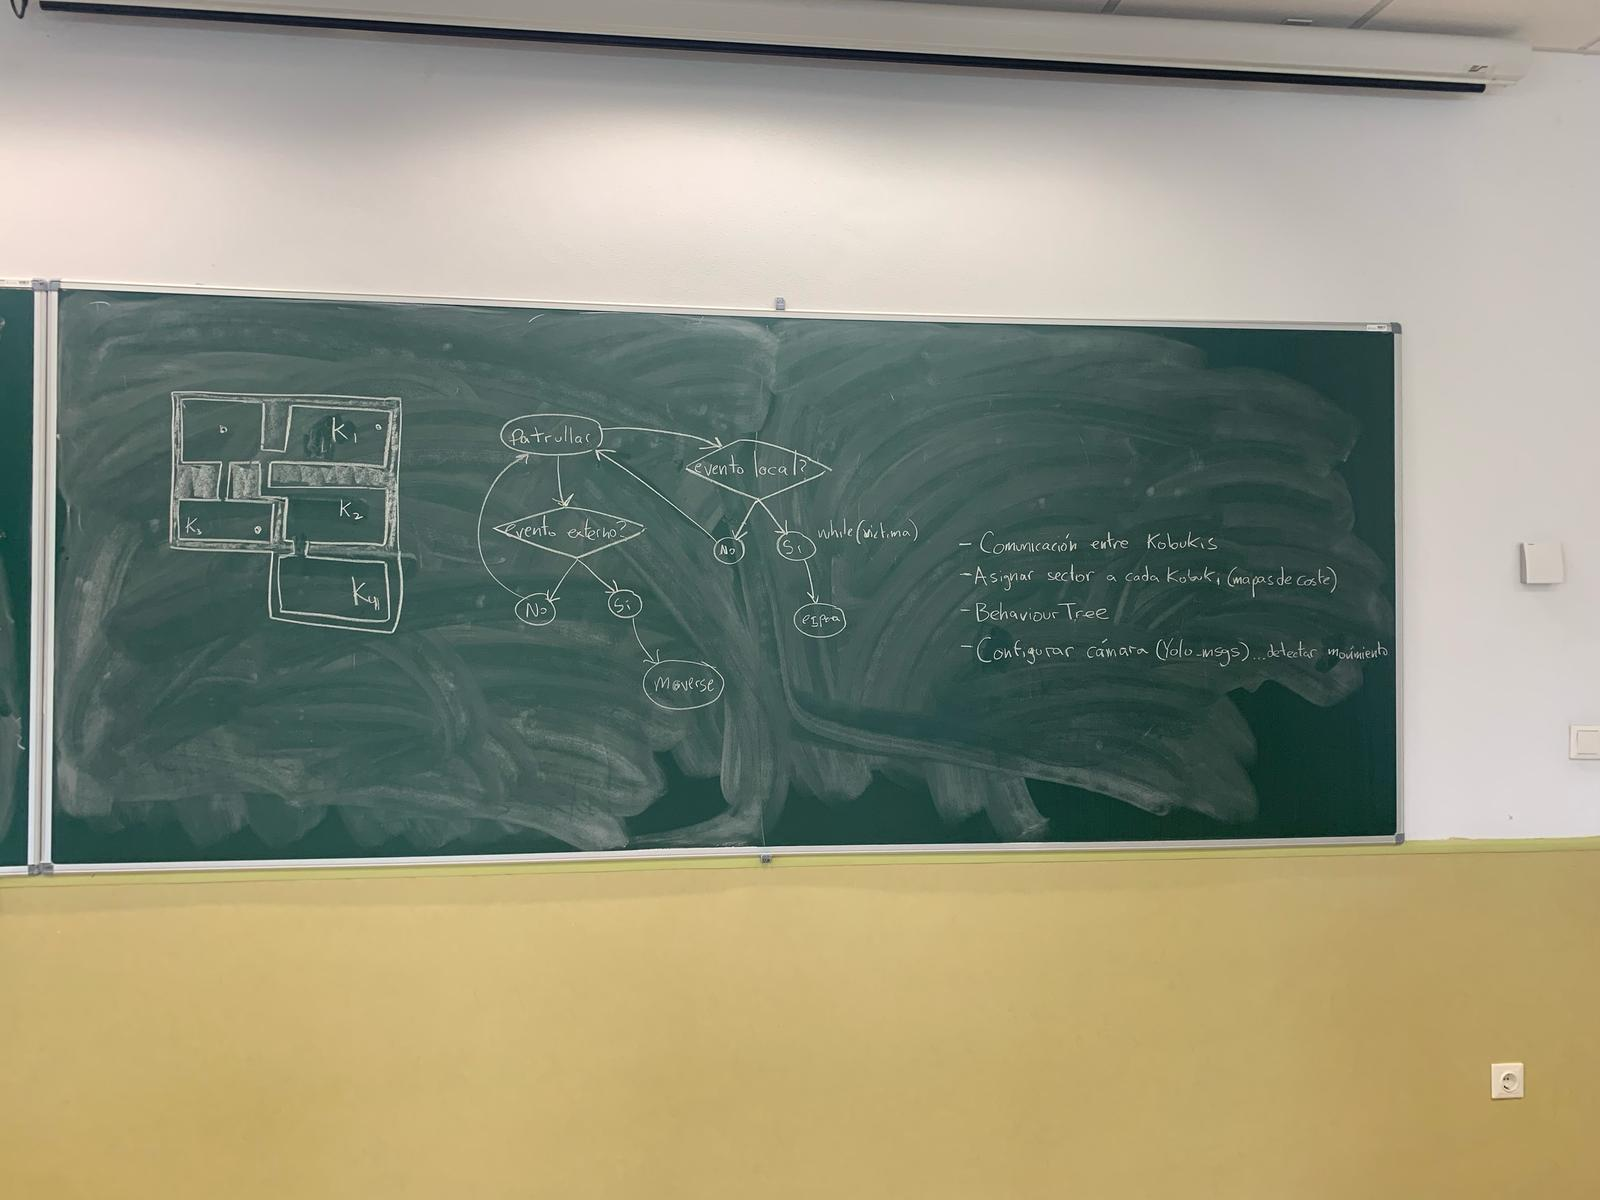 K1
K2
K3
K4
Patrullar
evento local?
evento externo?
No
Si
while(victima)
No
Si
espera
Moverse
- Comunicación entre Kobukis
- Asignar sector a cada Kobuki (mapas de coste)
- Behaviour Tree
- Configurar cámara (Yolo_msgs)...detectar movimiento